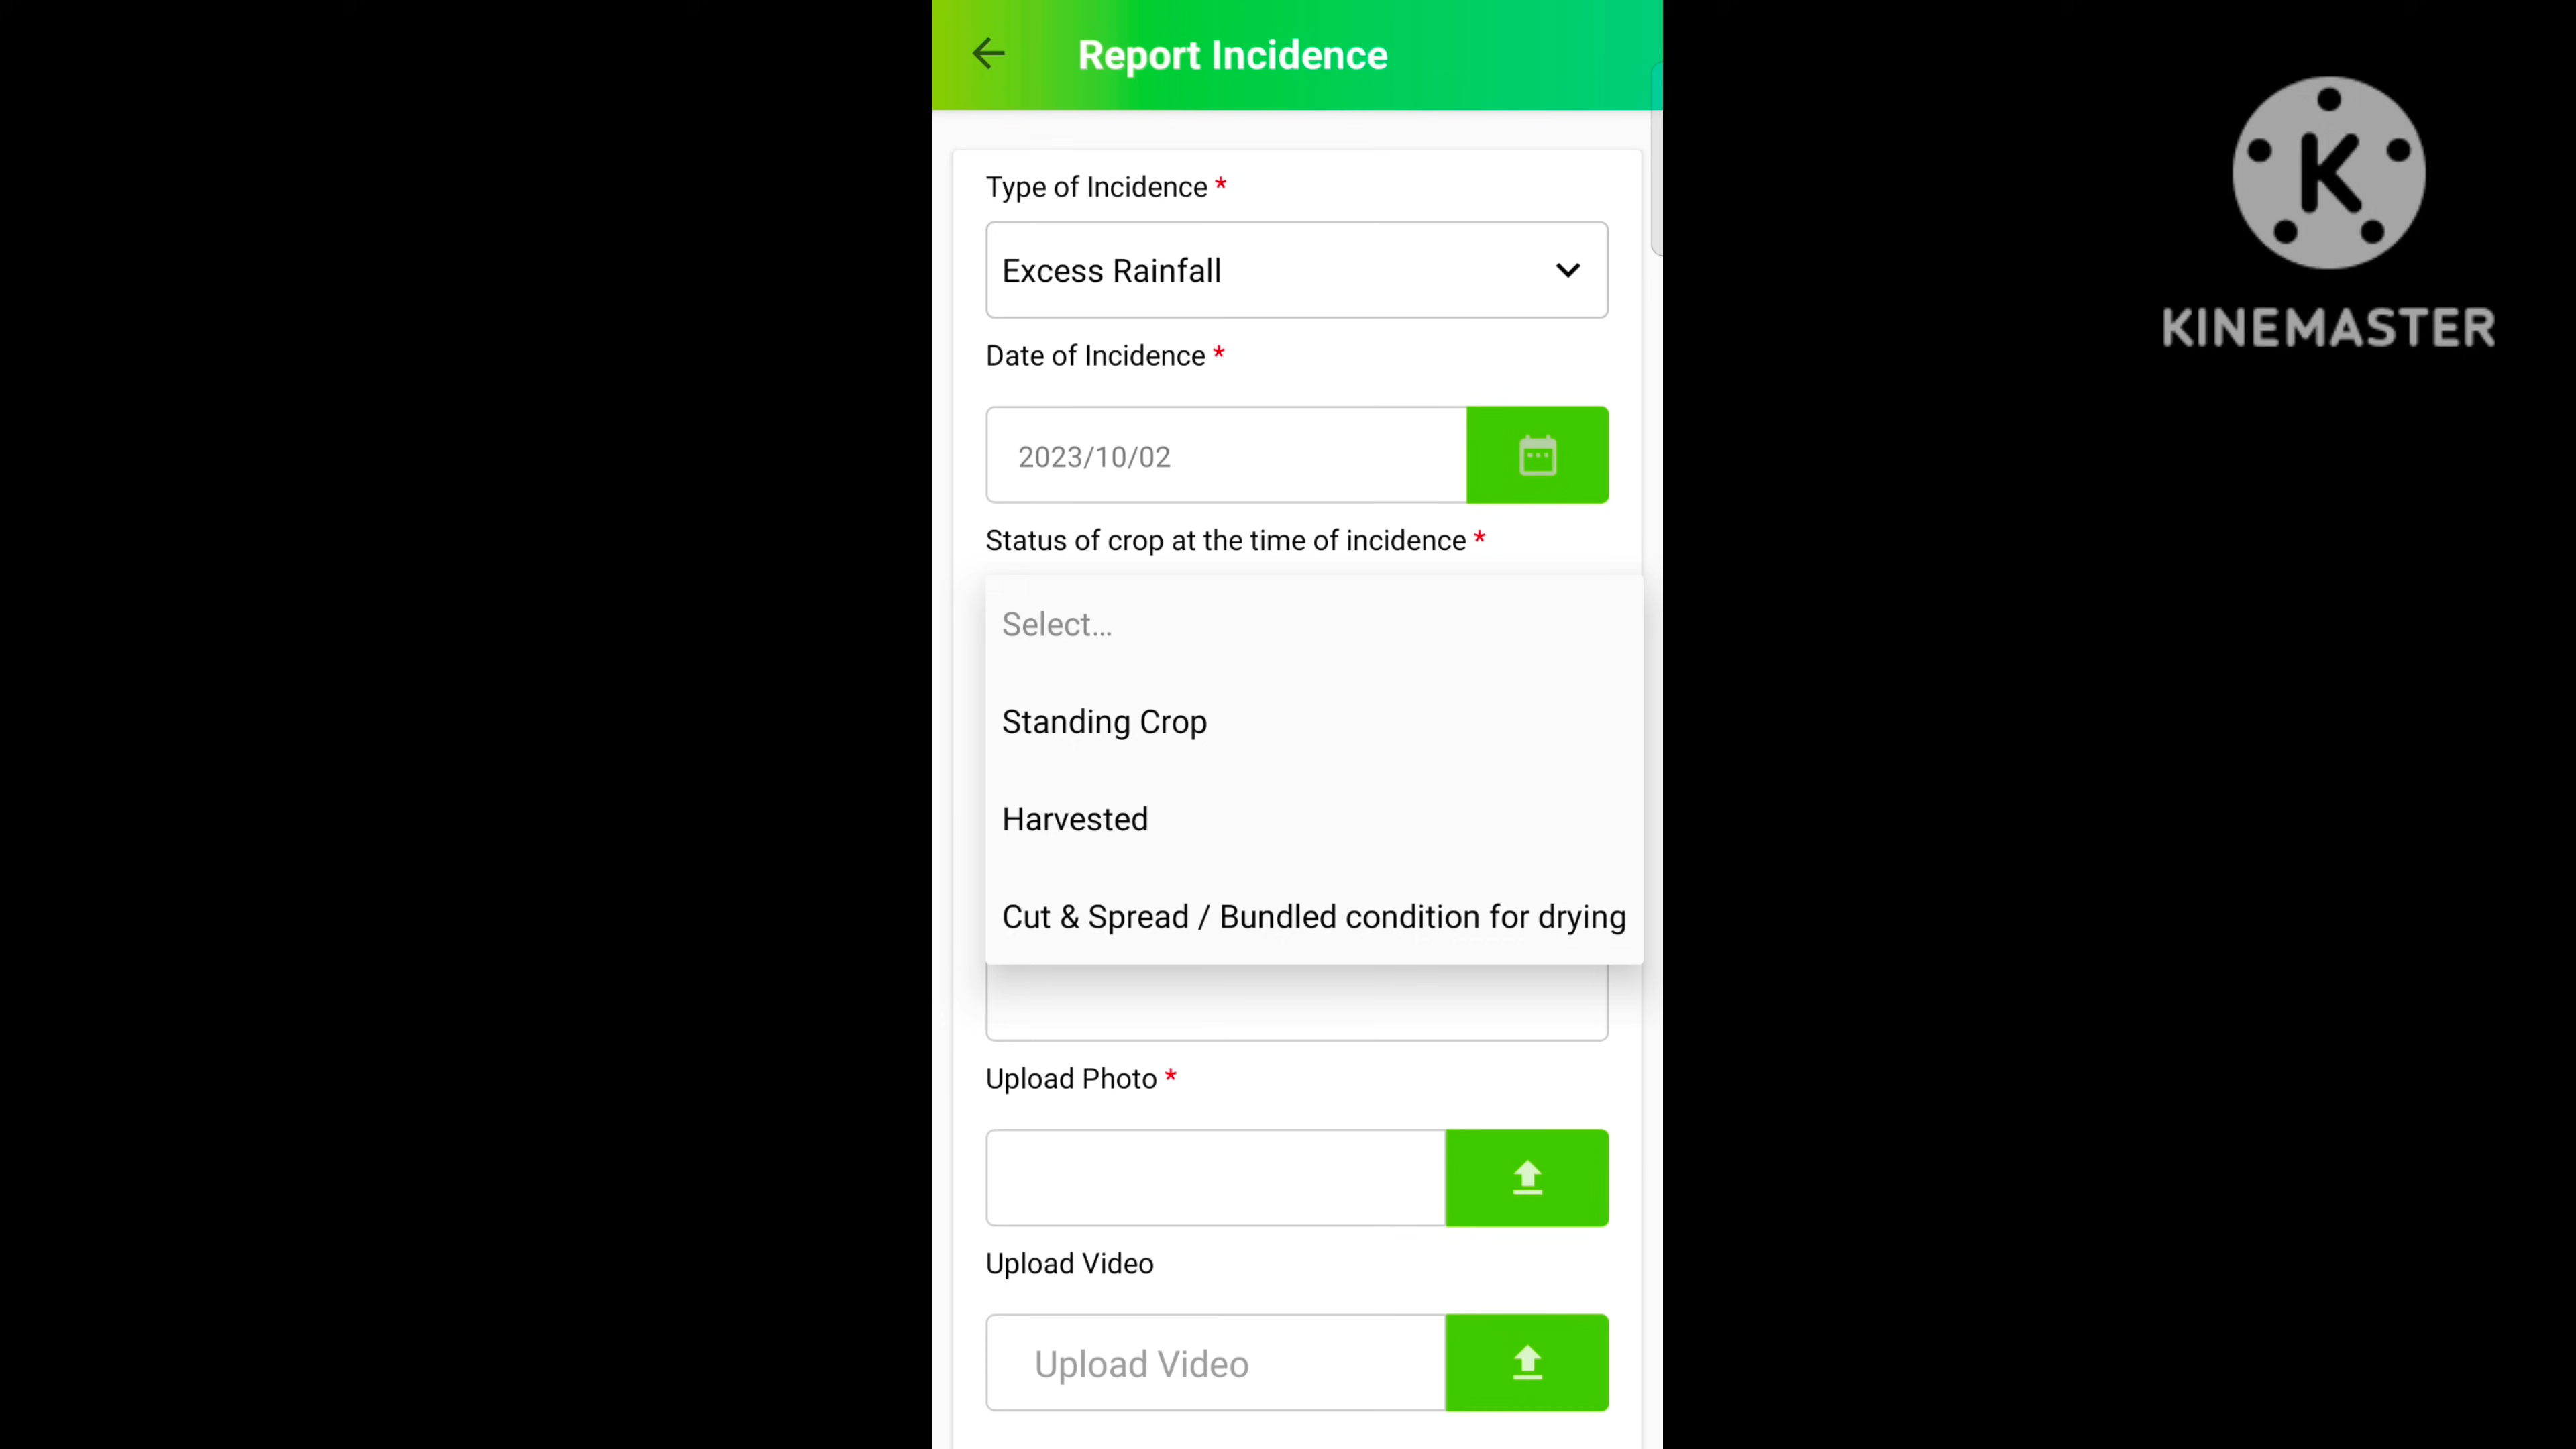 Report Incidence
Type of Incidence *
Excess Rainfall
Date of Incidence *
2023/10/02
Status of crop at the time of incidence *
Select...
Standing Crop
Harvested
Cut & Spread / Bundled condition for drying
Upload Photo *
Upload Video
Upload Video
K
KINEMASTER